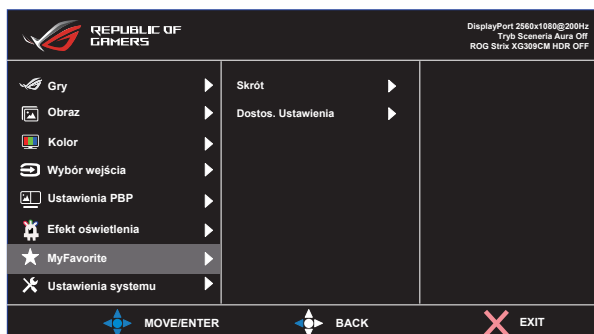 REPUBLIC OF
GAMERS
DisplayPort 2560x1080@200Hz
Tryb Sceneria Aura Off
ROG Strix XG309CM HDR OFF
Gry
Obraz
Kolor
Wybór wejścia
Ustawienia PBP
Efekt oświetlenia
MyFavorite
Ustawienia systemu
Skrót
Dostos. Ustawienia
MOVE/ENTER
BACK
EXIT